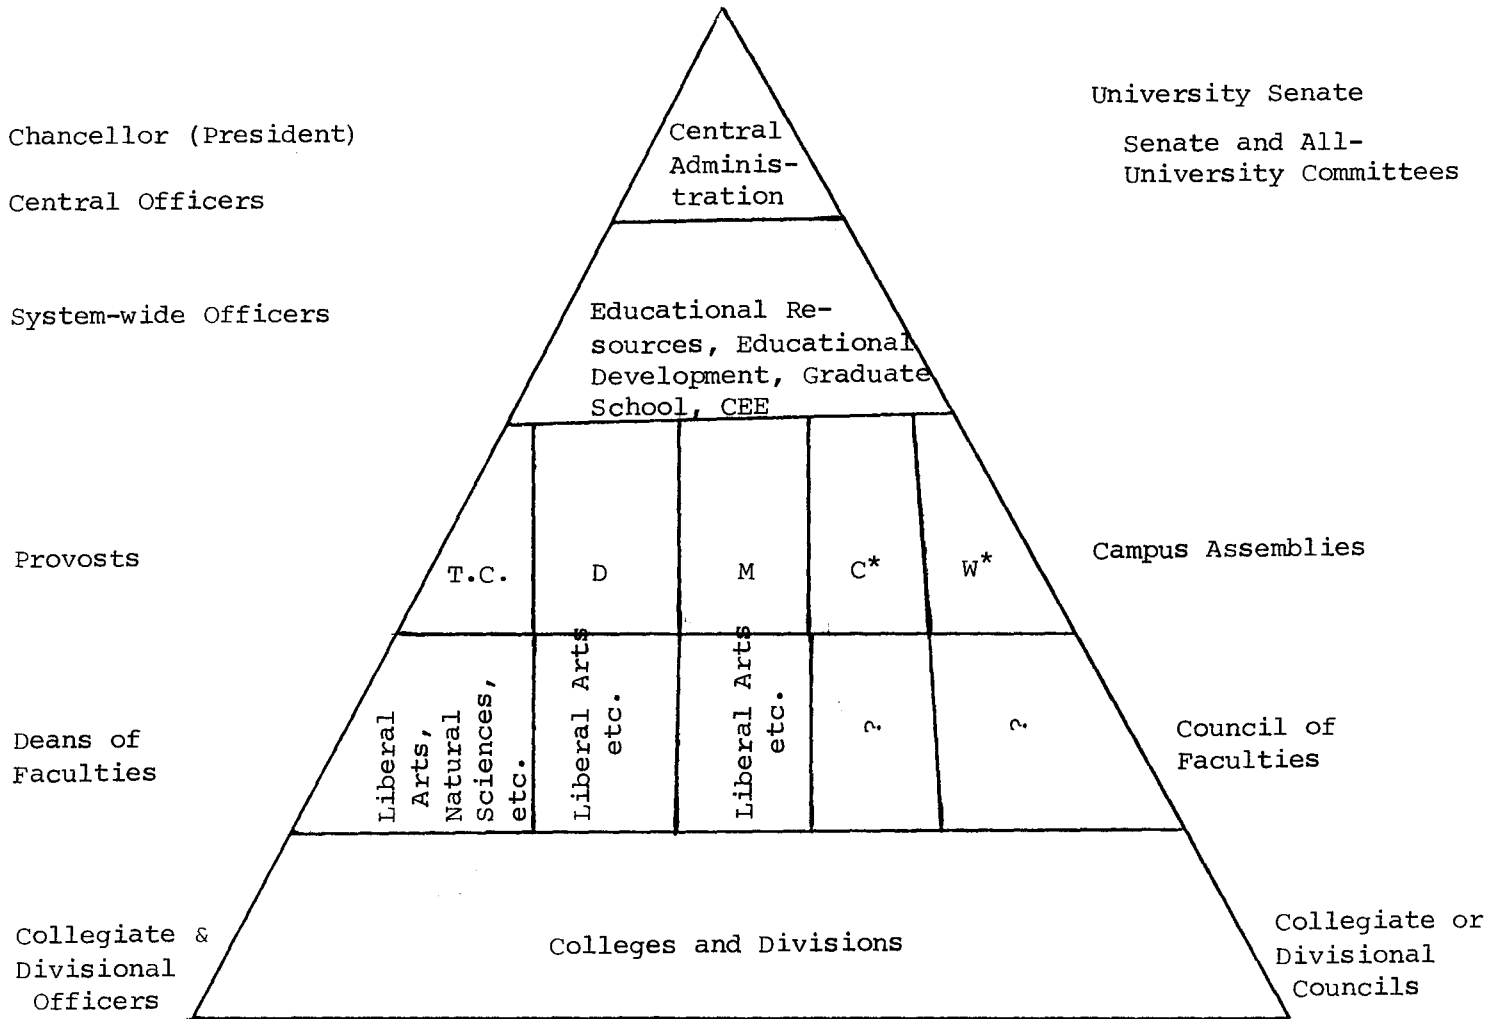 Chancellor (President)
Central Officers
Central
Adminis-
tration
University Senate
Senate and All-
University Committees
System-wide Officers
Educational Re-
sources, Educational
Development, Graduate
School, CEE
Provosts
T.C.
D
M
C*
W*
Campus Assemblies
Deans of
Faculties
Liberal
Arts,
Natural
Sciences,
etc.
Liberal Arts
etc.
Liberal Arts
etc.
?
?
Council of
Faculties
Collegiate &
Divisional
Officers
Colleges and Divisions
Collegiate or
Divisional
Councils